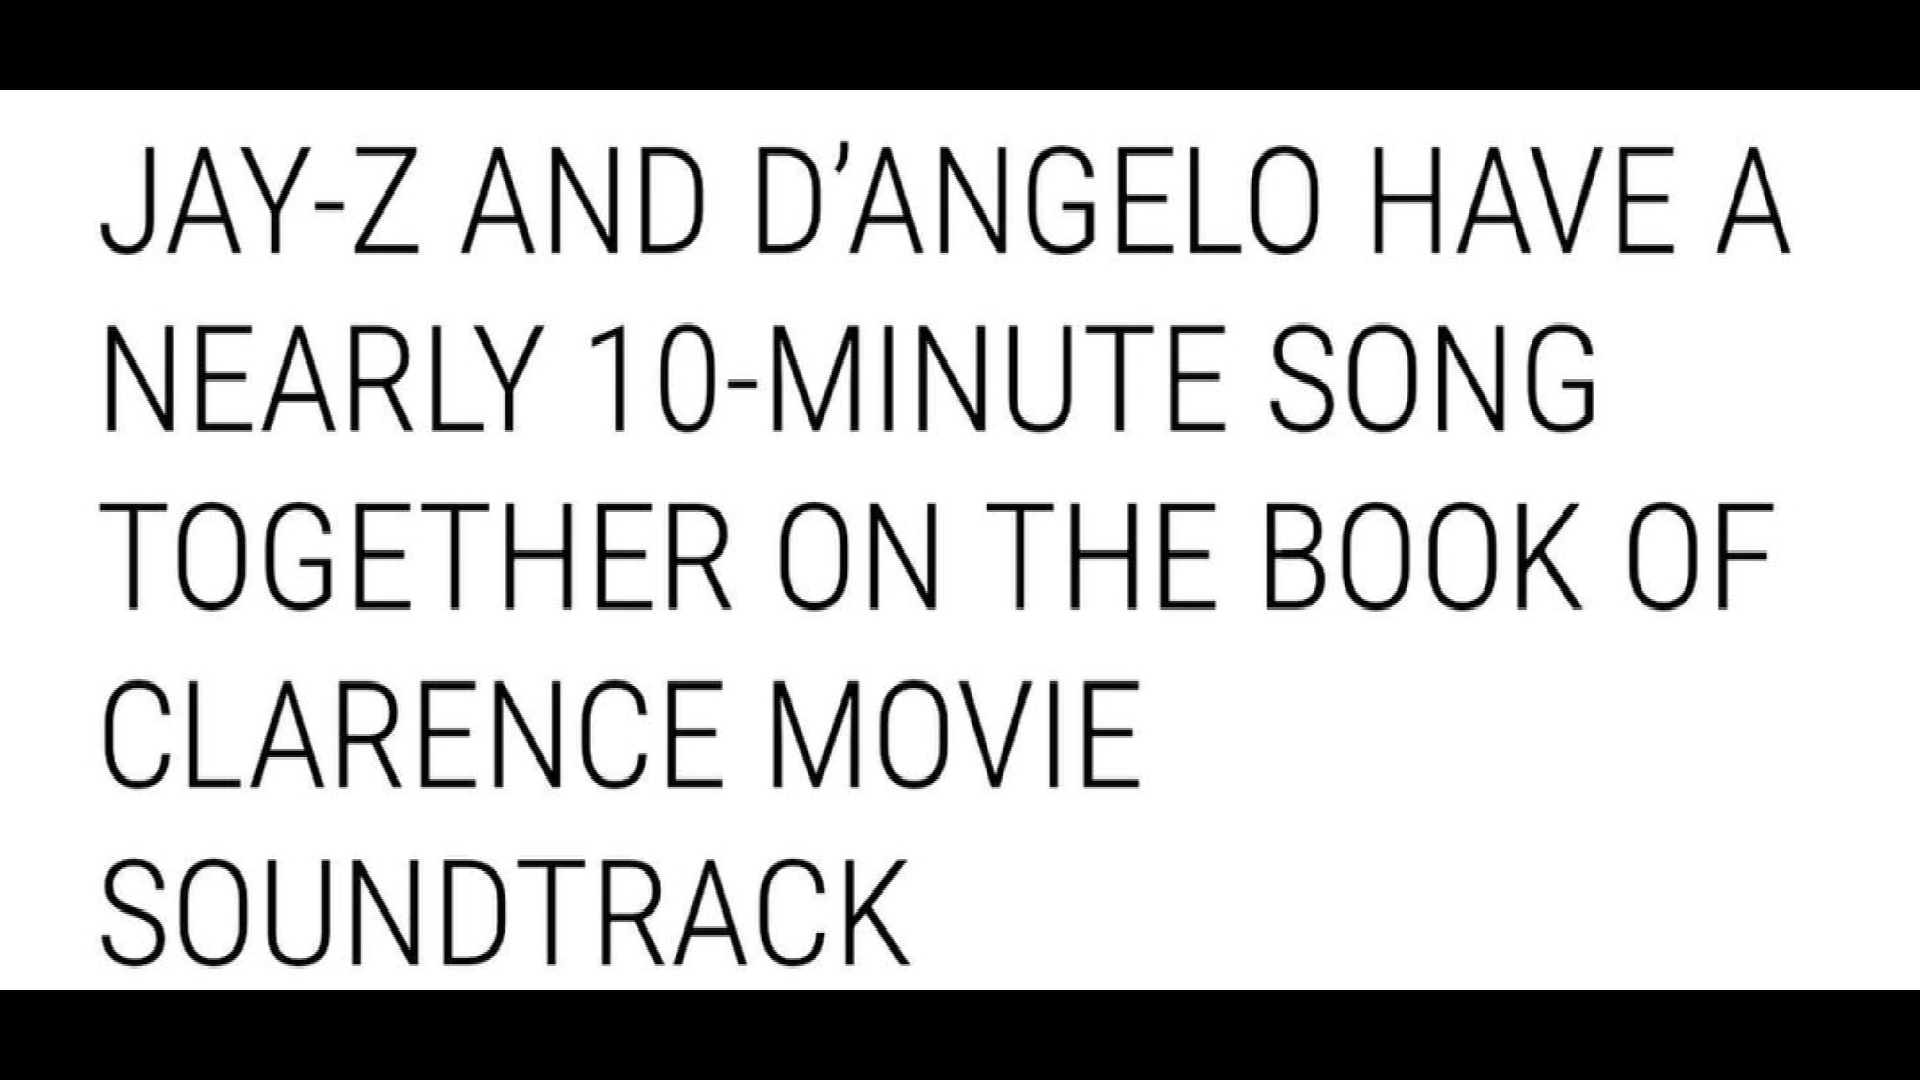 JAY-Z AND D’ANGELO HAVE A
NEARLY 10-MINUTE SONG
TOGETHER ON THE BOOK OF
CLARENCE MOVIE
SOUNDTRACK